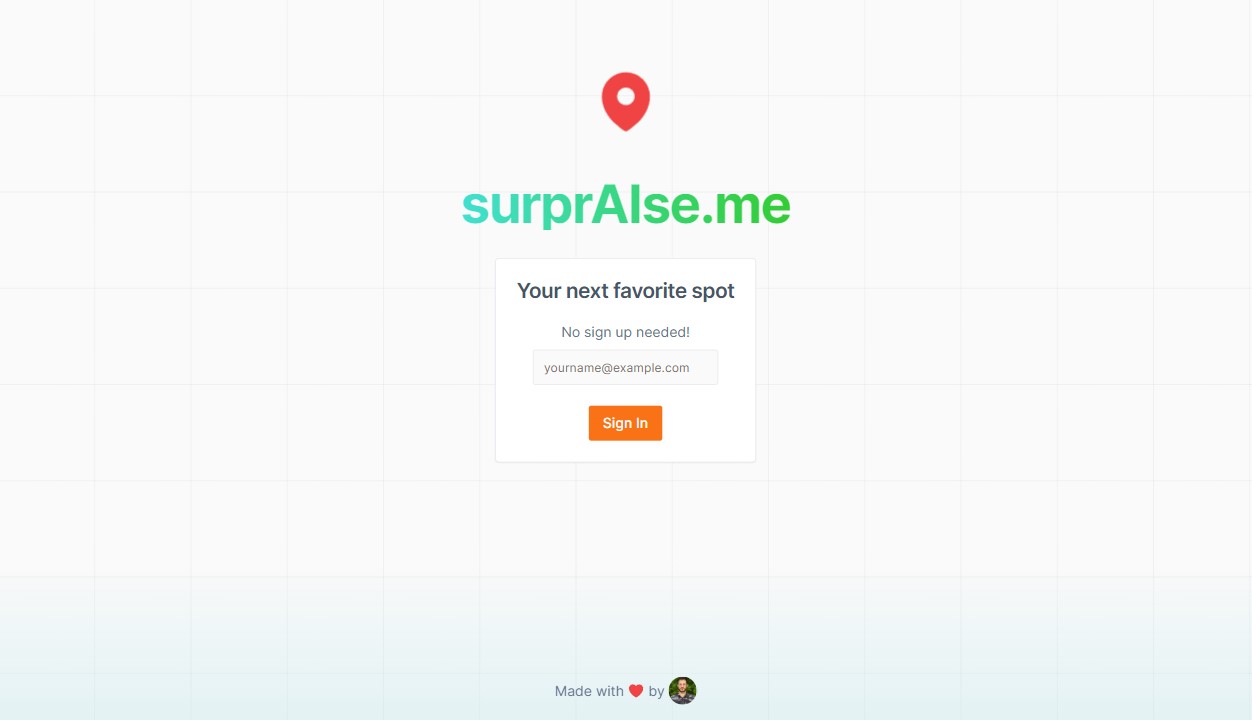 surprAIse.me
Your next favorite spot
No sign up needed!
yourname@example.com
Sign In
Made with ❤ by